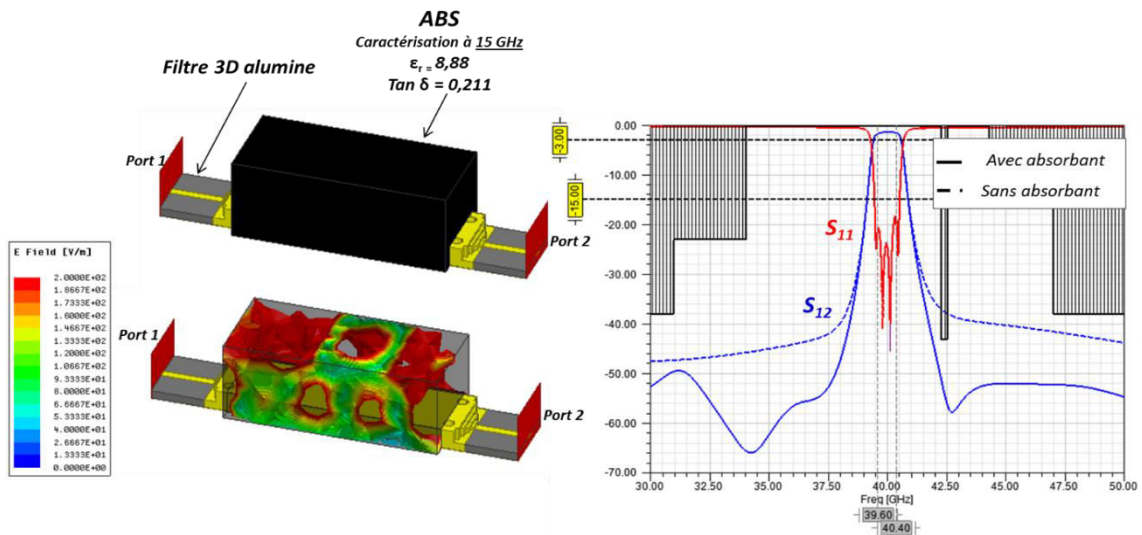 ABS
Caractérisation à 15 GHz
εr = 8,88
Tan δ = 0,211
Filtre 3D alumine
Port 1
Port 2
E Field [V/m]
2.0000E+02
1.8667E+02
1.7333E+02
1.6000E+02
1.4667E+02
1.3333E+02
1.2000E+02
1.0667E+02
9.3333E+01
8.0000E+01
6.6667E+01
5.3333E+01
4.0000E+01
2.6667E+01
1.3333E+01
0.0000E+00
Port 1
Port 2
-3.00
-15.00
0.00
-10.00
-20.00
-30.00
-40.00
-50.00
-60.00
-70.00
Avec absorbant
Sans absorbant
S11
S12
30.00 32.50 35.00 37.50 40.00 42.50 45.00 47.50 50.00
Freq [GHz]
39.60
40.40